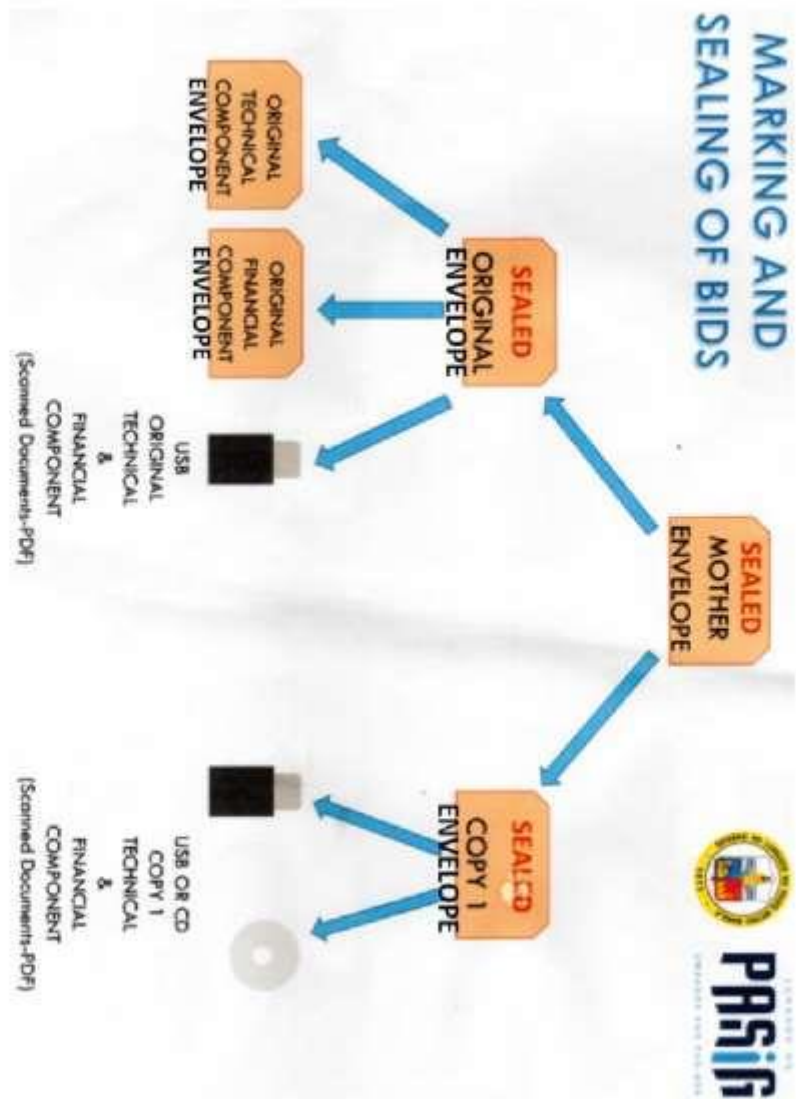 MARKING AND
SEALING OF BIDS
PASIG
SEALED
MOTHER
ENVELOPE
SEALED
ORIGINAL
ENVELOPE
SEALED
COPY 1
ENVELOPE
ORIGINAL
TECHNICAL
COMPONENT
ENVELOPE
ORIGINAL
FINANCIAL
COMPONENT
ENVELOPE
USB
ORIGINAL
TECHNICAL
&
FINANCIAL
COMPONENT
(Scanned Documents-PDF)
USB OR CD
COPY 1
TECHNICAL
&
FINANCIAL
COMPONENT
(Scanned Documents-PDF)